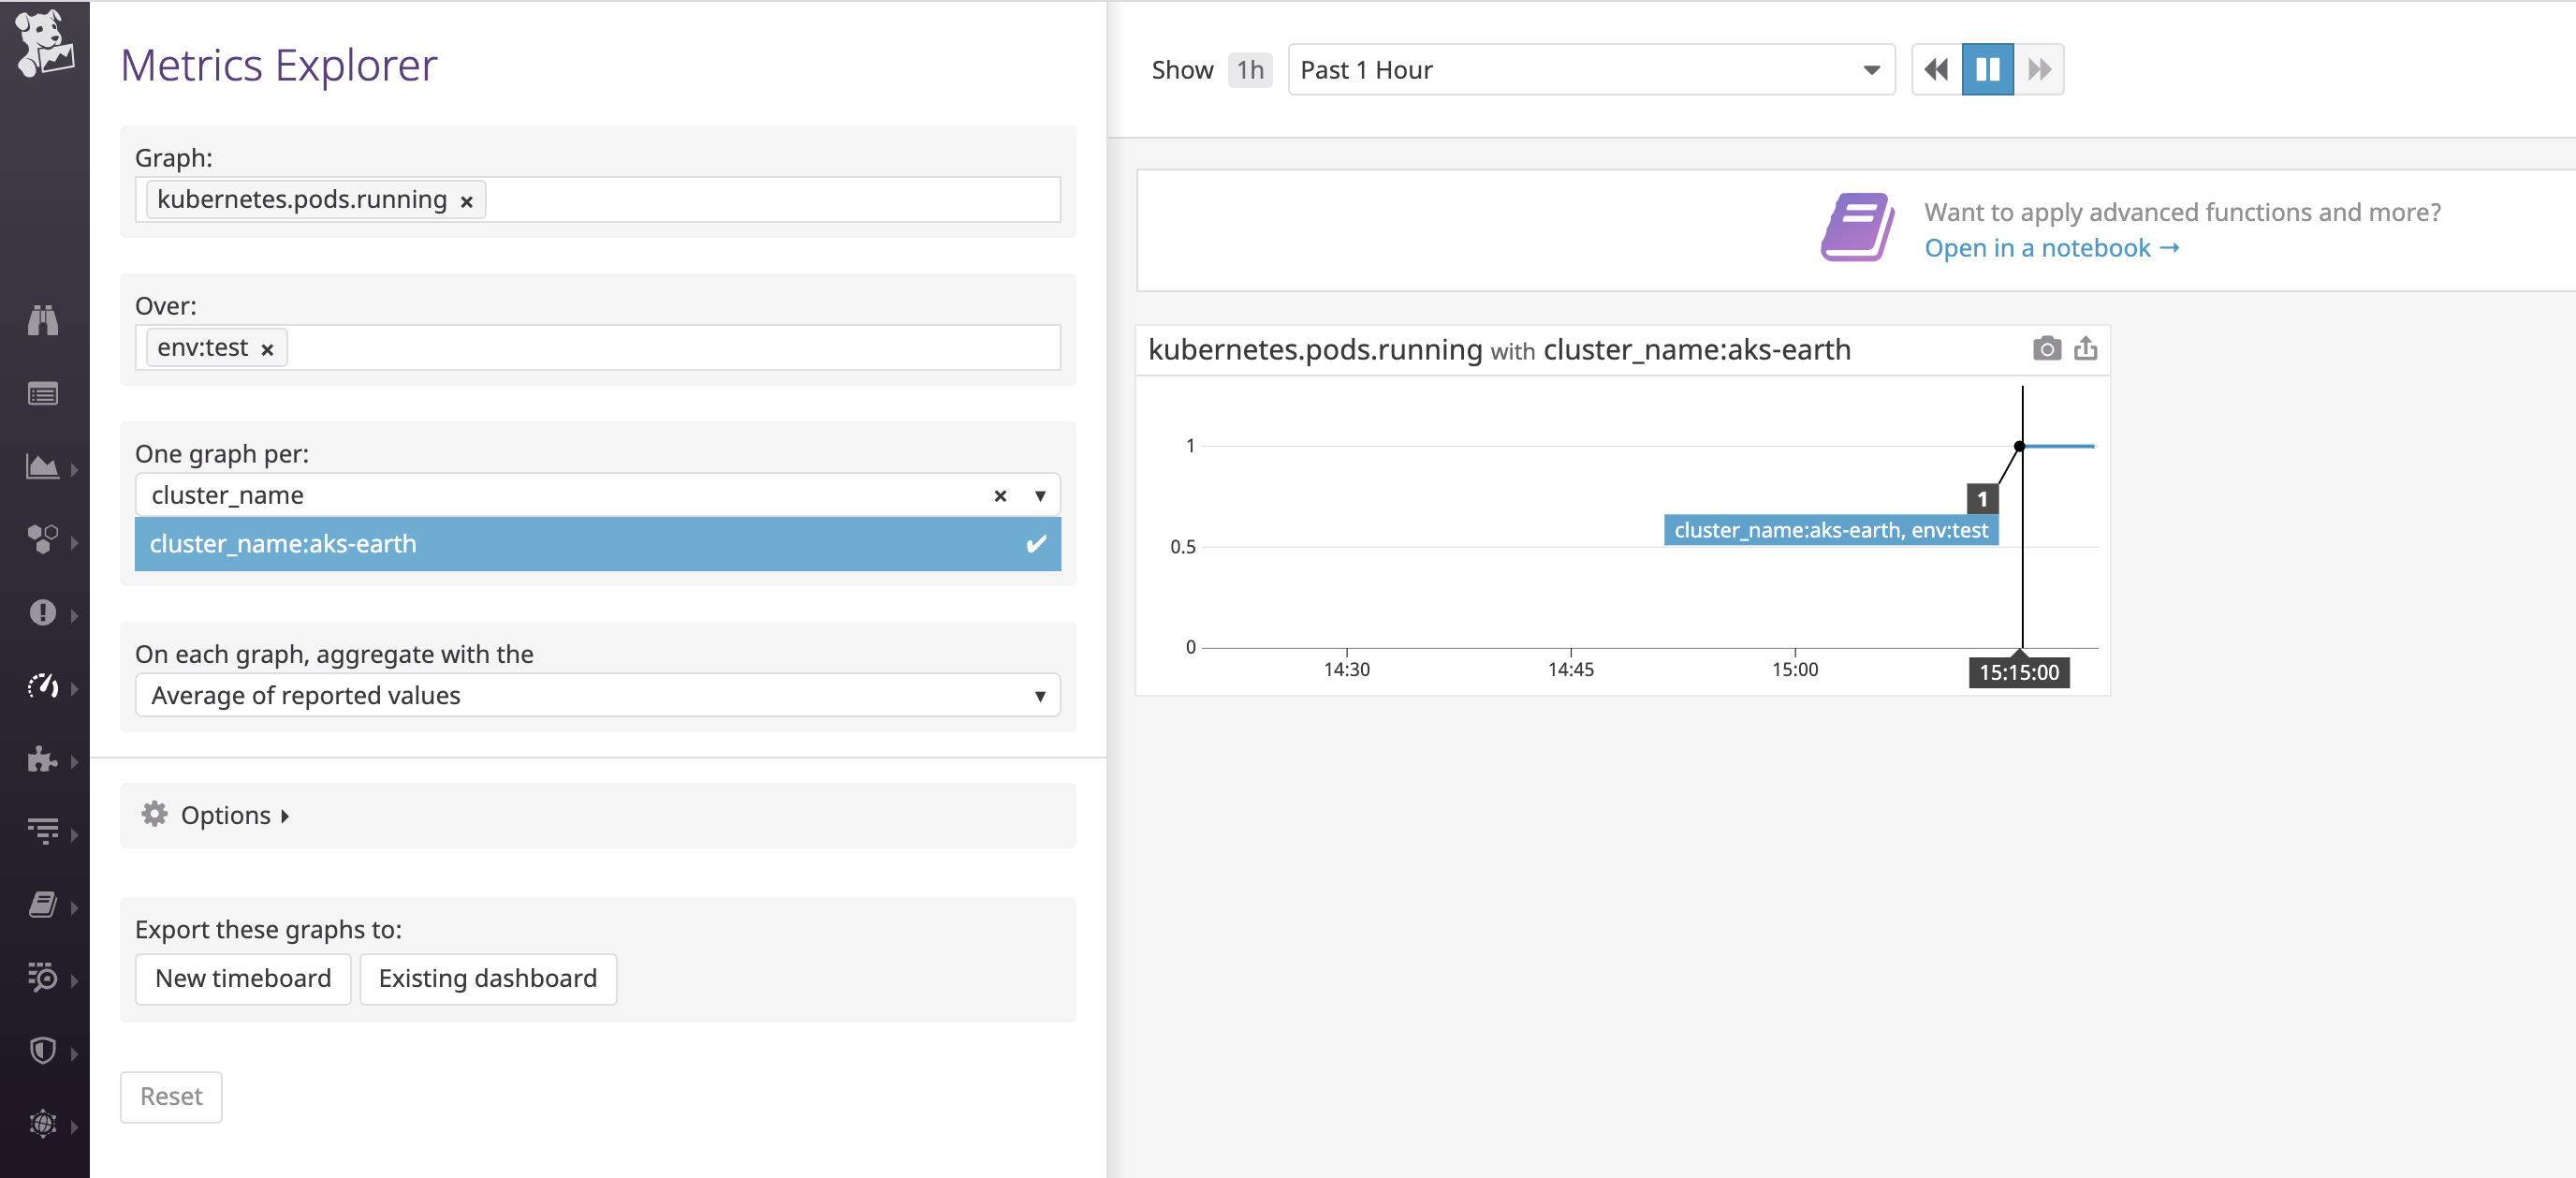 Metrics Explorer
Graph:
kubernetes.pods.running ×
Over:
env:test ×
One graph per:
cluster_name ×
cluster_name:aks-earth
On each graph, aggregate with the
Average of reported values
Options
Export these graphs to:
New timeboard Existing dashboard
Reset
Show 1h Past 1 Hour
Want to apply advanced functions and more?
Open in a notebook →
kubernetes.pods.running with cluster_name:aks-earth
1
1
cluster_name:aks-earth, env:test
0.5
0
14:30 14:45 15:00 15:15:00